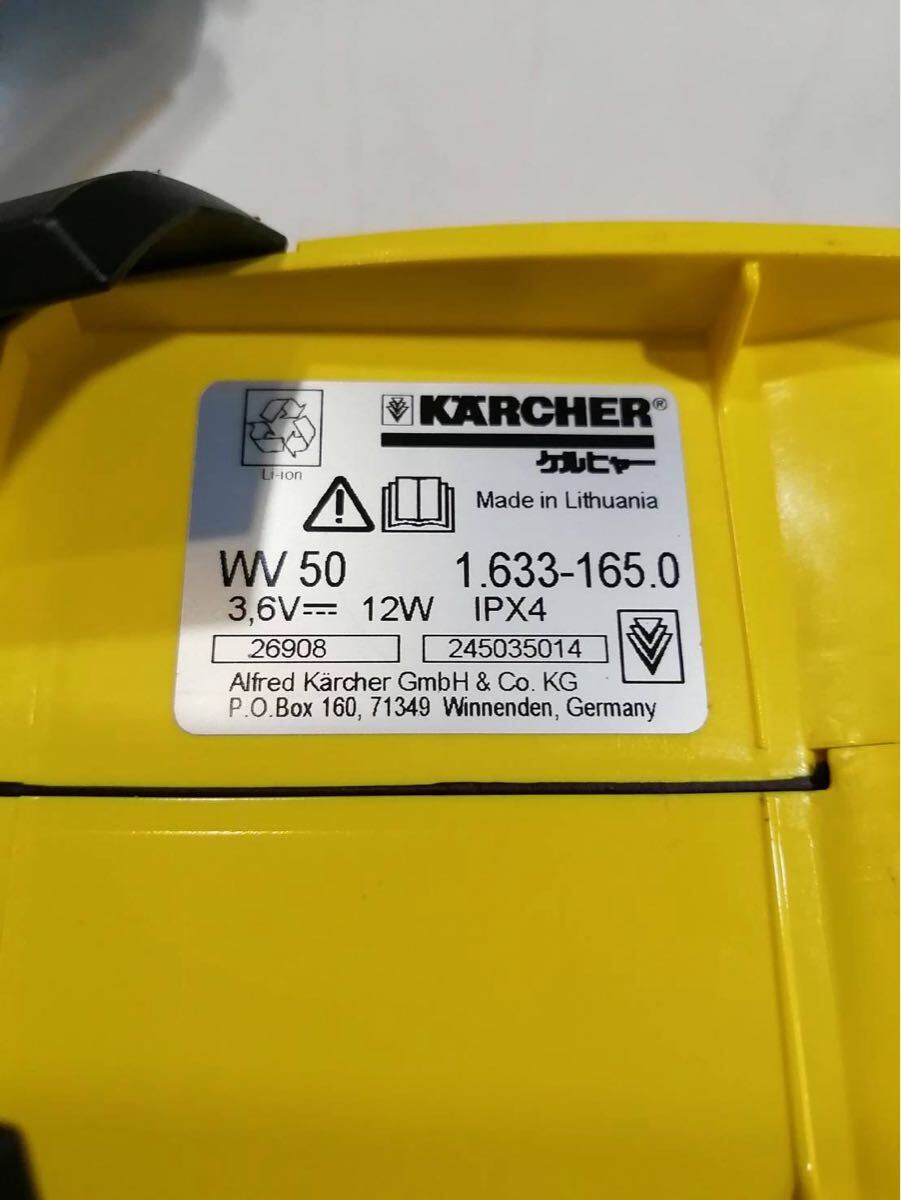 KÄRCHER®
ケルヒャー
Li-ion
Made in Lithuania
WV 50 1.633-165.0
3,6V⎓ 12W IPX4
26908 245035014
Alfred Kärcher GmbH & Co. KG
P.O.Box 160, 71349 Winnenden, Germany